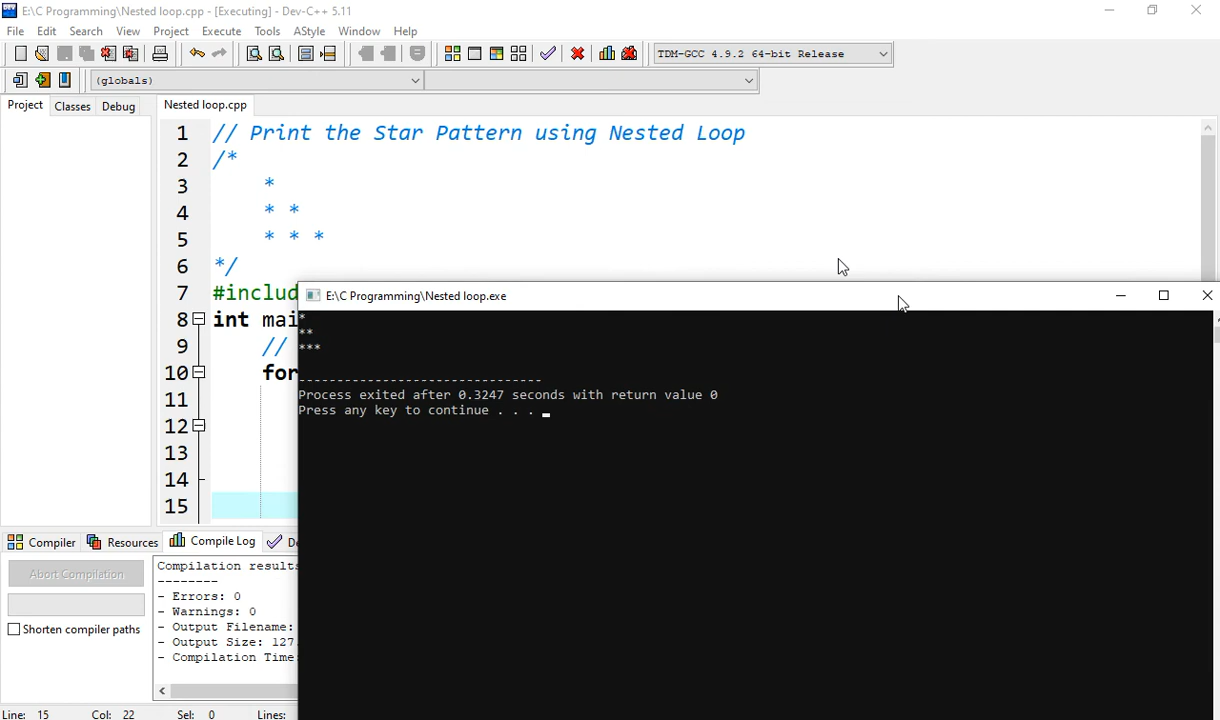 E:\C Programming\Nested loop.cpp - [Executing] - Dev-C++ 5.11
File Edit Search View Project Execute Tools AStyle Window Help
TDM-GCC 4.9.2 64-bit Release
(globals)
Project Classes Debug
Nested loop.cpp
1 // Print the Star Pattern using Nested Loop
2 /*
3 *
4 * *
5 * * *
6 */
7 #includ
8 int mai
9 //
10 for
11
12
13
14
15
E:\C Programming\Nested loop.exe
*
**
***
--------------------------------
Process exited after 0.3247 seconds with return value 0
Press any key to continue . . .
Compiler Resources Compile Log De
Abort Compilation
Shorten compiler paths
Compilation results
--------
- Errors: 0
- Warnings: 0
- Output Filename:
- Output Size: 127
- Compilation Time:
Line: 15 Col: 22 Sel: 0 Lines: